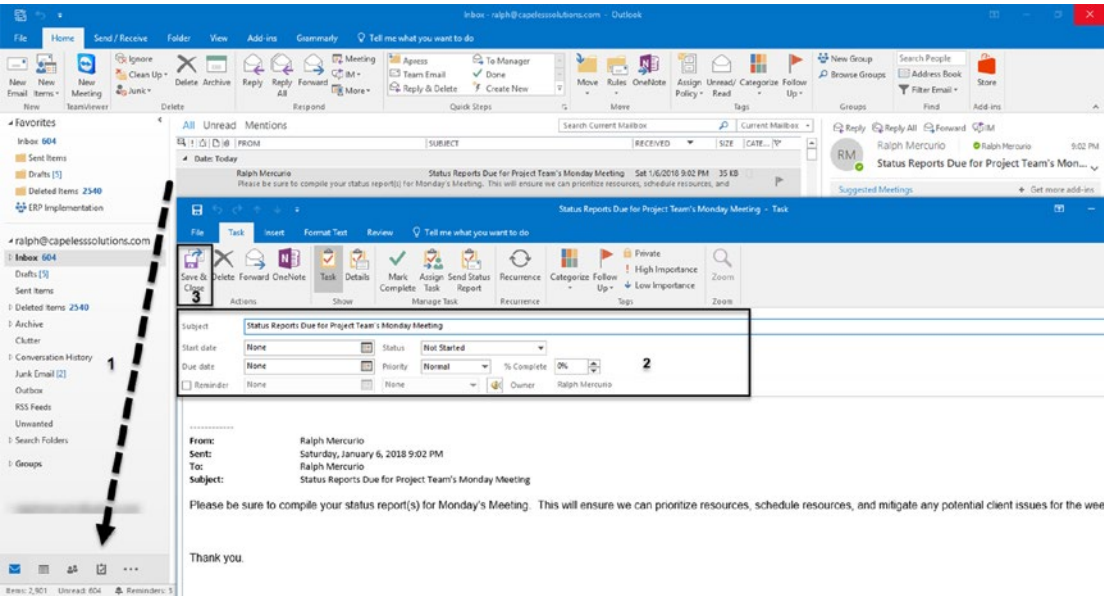 Inbox - ralph@capelesssolutions.com - Outlook
File Home Send / Receive Folder View Add-ins Grammarly Tell me what you want to do
New Email
New Items
New Meeting
Ignore
Clean Up
Junk
Delete Archive
Reply
Reply All
Forward
Meeting
IM
More
Apress
Team Email
Reply & Delete
To Manager
Done
Create New
Move Rules OneNote
Assign Policy
Unread/ Read
Categorize
Follow Up
New Group
Browse Groups
Search People
Address Book
Filter Email
Store
New TeamViewer Delete Respond Quick Steps Move Tags Groups Find Add-ins
Favorites
Inbox 604
Sent Items
Drafts [5]
Deleted Items 2540
ERP Implementation
ralph@capelesssolutions.com
Inbox 604
Drafts [5]
Sent Items
Deleted Items 2540
Archive
Clutter
Conversation History
Junk Email [2]
Outbox
RSS Feeds
Unwanted
Search Folders
Groups
1
Items: 2,901 Unread: 604 Reminders: 5
All Unread Mentions
Search Current Mailbox Current Mailbox
FROM SUBJECT RECEIVED SIZE CATE...
Date: Today
Ralph Mercurio Status Reports Due for Project Team's Monday Meeting Sat 1/6/2018 9:02 PM 35 KB
Please be sure to compile your status report(s) for Monday's Meeting. This will ensure we can prioritize resources, schedule resources, and
Reply Reply All Forward IM
RM
Ralph Mercurio Ralph Mercurio 9:02 PM
Status Reports Due for Project Team's Mon...
Suggested Meetings + Get more add-ins
Status Reports Due for Project Team's Monday Meeting - Task
File Task Insert Format Text Review Tell me what you want to do
Save & Close
3
Delete Forward OneNote
Task Details
Mark Complete
Assign Task
Send Status Report
Recurrence
Categorize
Follow Up
Private
High Importance
Low Importance
Zoom
Actions Show Manage Task Recurrence Tags Zoom
Subject Status Reports Due for Project Team's Monday Meeting
Start date None Status Not Started
Due date None Priority Normal % Complete 0%
2
Reminder None None Owner Ralph Mercurio
From: Ralph Mercurio
Sent: Saturday, January 6, 2018 9:02 PM
To: Ralph Mercurio
Subject: Status Reports Due for Project Team's Monday Meeting
Please be sure to compile your status report(s) for Monday's Meeting. This will ensure we can prioritize resources, schedule resources, and mitigate any potential client issues for the wee
Thank you.